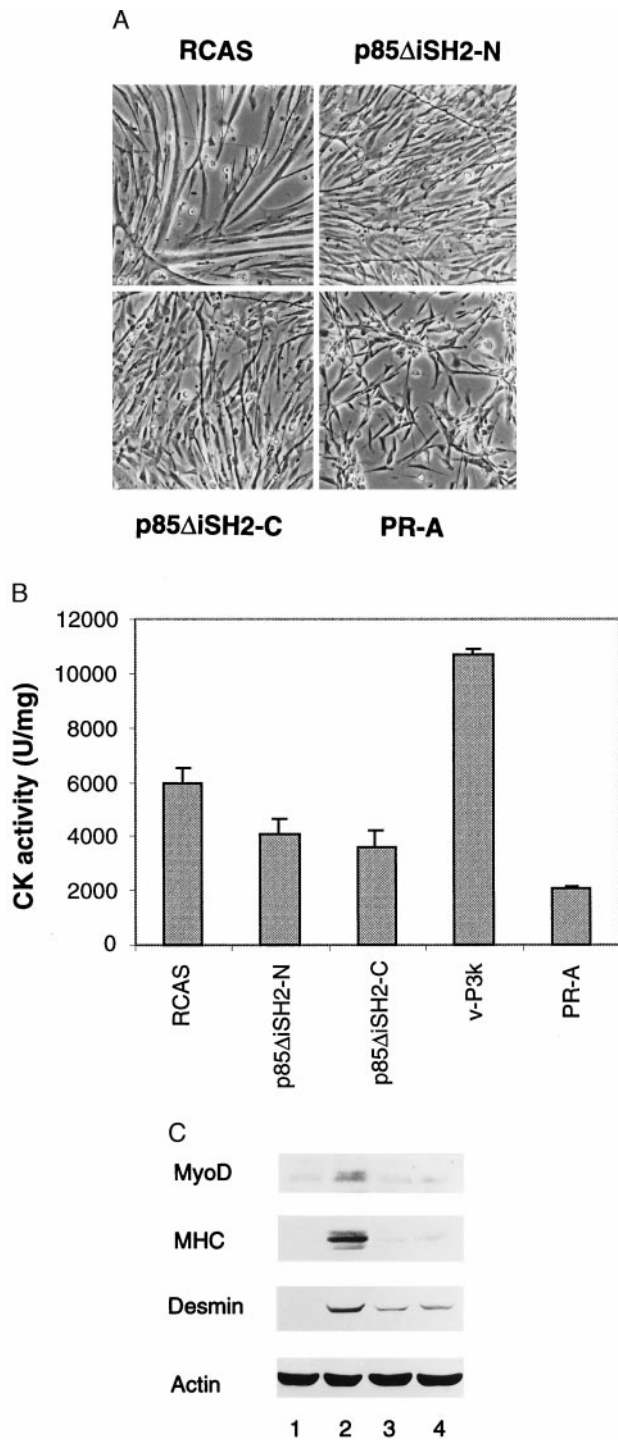 A
RCAS p85ΔiSH2-N
p85ΔiSH2-C PR-A
B
CK activity (U/mg)
12000
10000
8000
6000
4000
2000
0
RCAS
p85ΔiSH2-N
p85ΔiSH2-C
v-P3k
PR-A
C
MyoD
MHC
Desmin
Actin
1 2 3 4